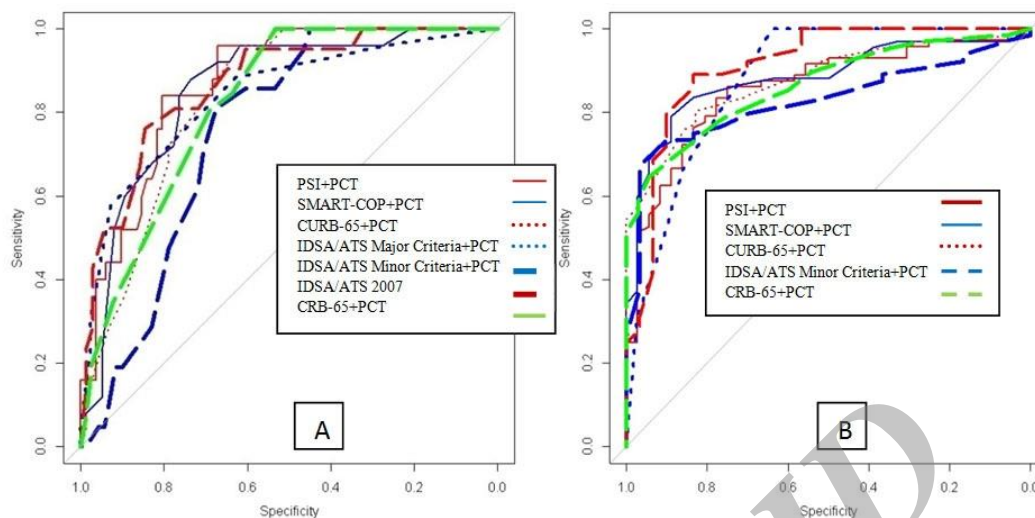 A
B
1.0
0.8
0.6
0.4
0.2
0.0
Sensitivity
PSI+PCT
SMART-COP+PCT
CURB-65+PCT
IDSA/ATS Major Criteria+PCT
IDSA/ATS Minor Criteria+PCT
IDSA/ATS 2007
CRB-65+PCT
A
1.0
0.8
0.6
0.4
0.2
0.0
Specificity
1.0
0.8
0.6
0.4
0.2
0.0
Sensitivity
PSI+PCT
SMART-COP+PCT
CURB-65+PCT
IDSA/ATS Minor Criteria+PCT
CRB-65+PCT
B
1.0
0.8
0.6
0.4
0.2
0.0
Specificity